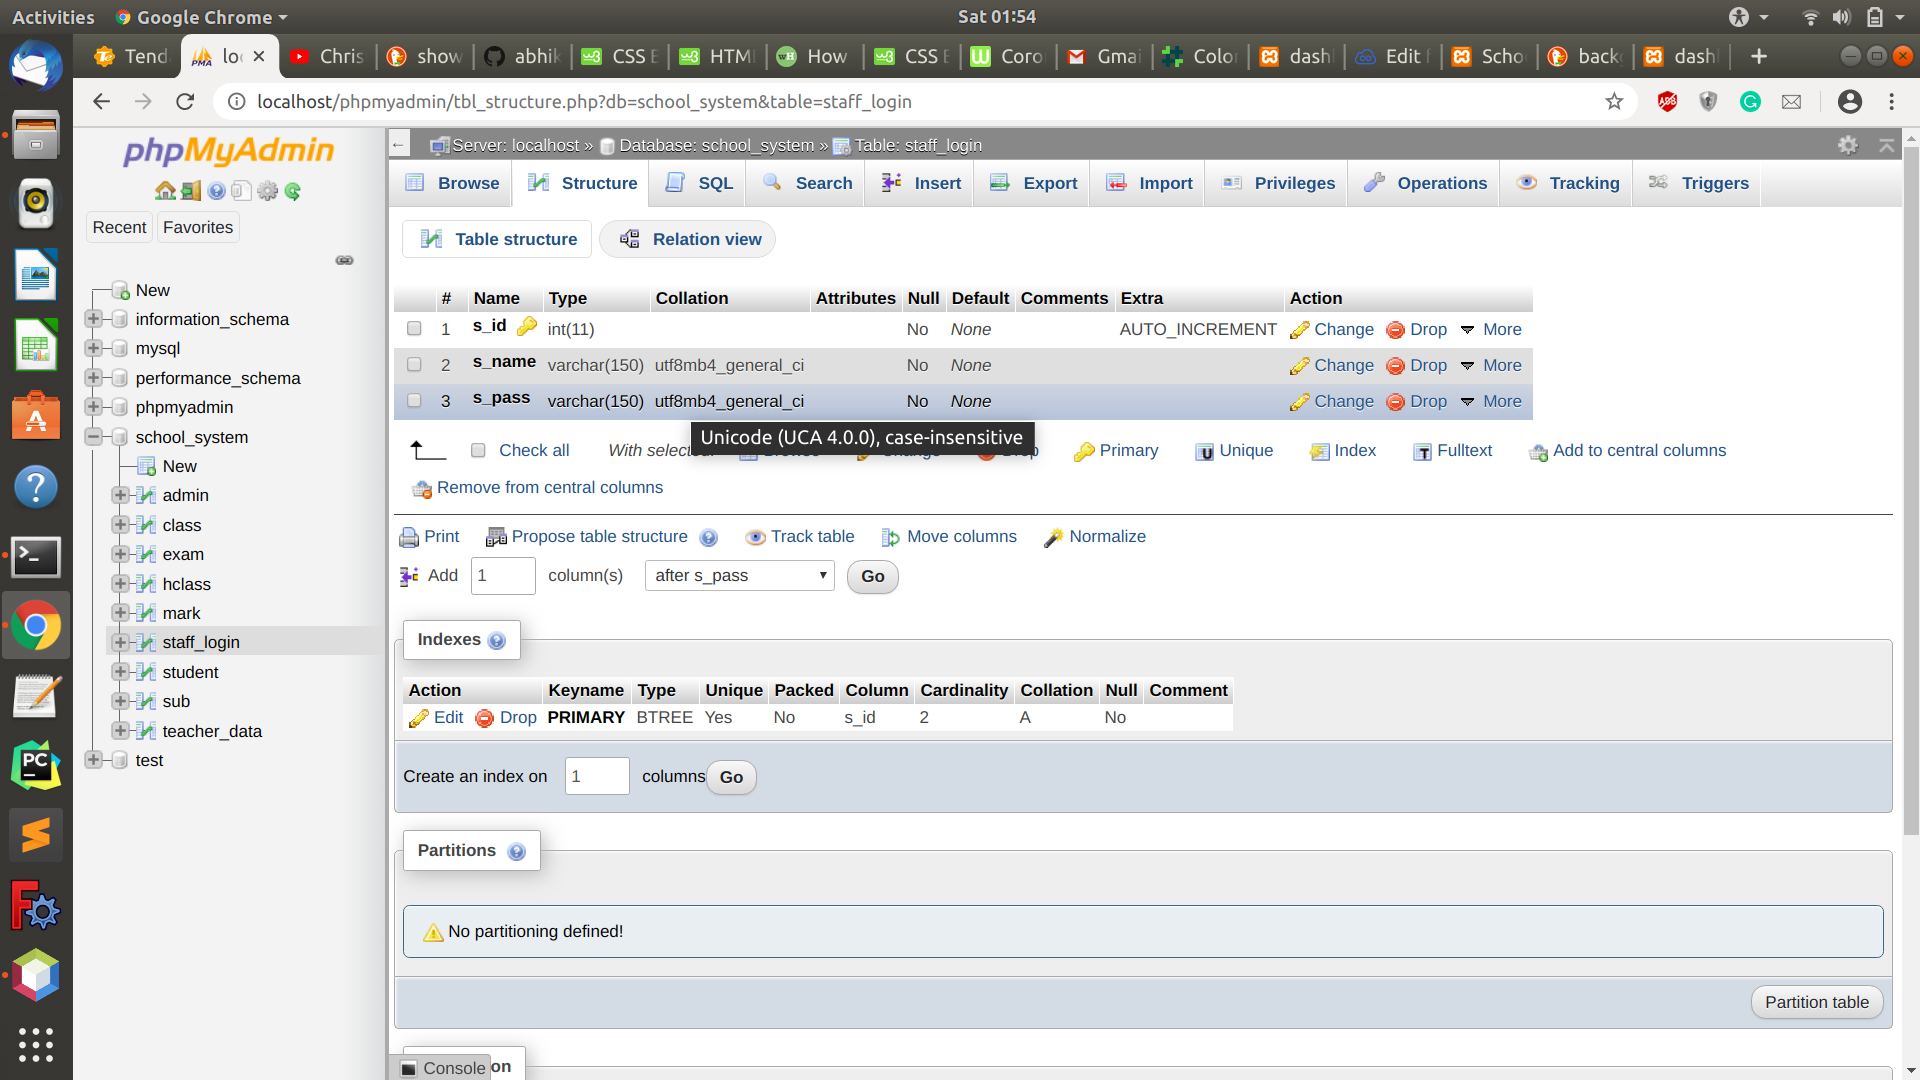 Activities
Google Chrome
Sat 01:54
Tend
PMA
lo
Chris
show
abhik
CSS E
HTML
How
CSS E
Coro
Gmai
Color
dash
Edit f
Scho
back
dash
localhost/phpmyadmin/tbl_structure.php?db=school_system&table=staff_login
phpMyAdmin
Recent
Favorites
New
information_schema
mysql
performance_schema
phpmyadmin
school_system
New
admin
class
exam
hclass
mark
staff_login
student
sub
teacher_data
test
Server: localhost » Database: school_system » Table: staff_login
Browse Structure SQL Search Insert Export Import Privileges Operations Tracking Triggers
Table structure Relation view
# Name Type Collation Attributes Null Default Comments Extra Action
1 s_id int(11) No None AUTO_INCREMENT Change Drop More
2 s_name varchar(150) utf8mb4_general_ci No None Change Drop More
3 s_pass varchar(150) utf8mb4_general_ci No None Change Drop More
Unicode (UCA 4.0.0), case-insensitive
Check all With selected: Browse Change Drop Primary Unique Index Fulltext Add to central columns
Remove from central columns
Print Propose table structure Track table Move columns Normalize
Add 1 column(s) after s_pass Go
Indexes
Action Keyname Type Unique Packed Column Cardinality Collation Null Comment
Edit Drop PRIMARY BTREE Yes No s_id 2 A No
Create an index on 1 columns Go
Partitions
No partitioning defined!
Partition table
Console
on